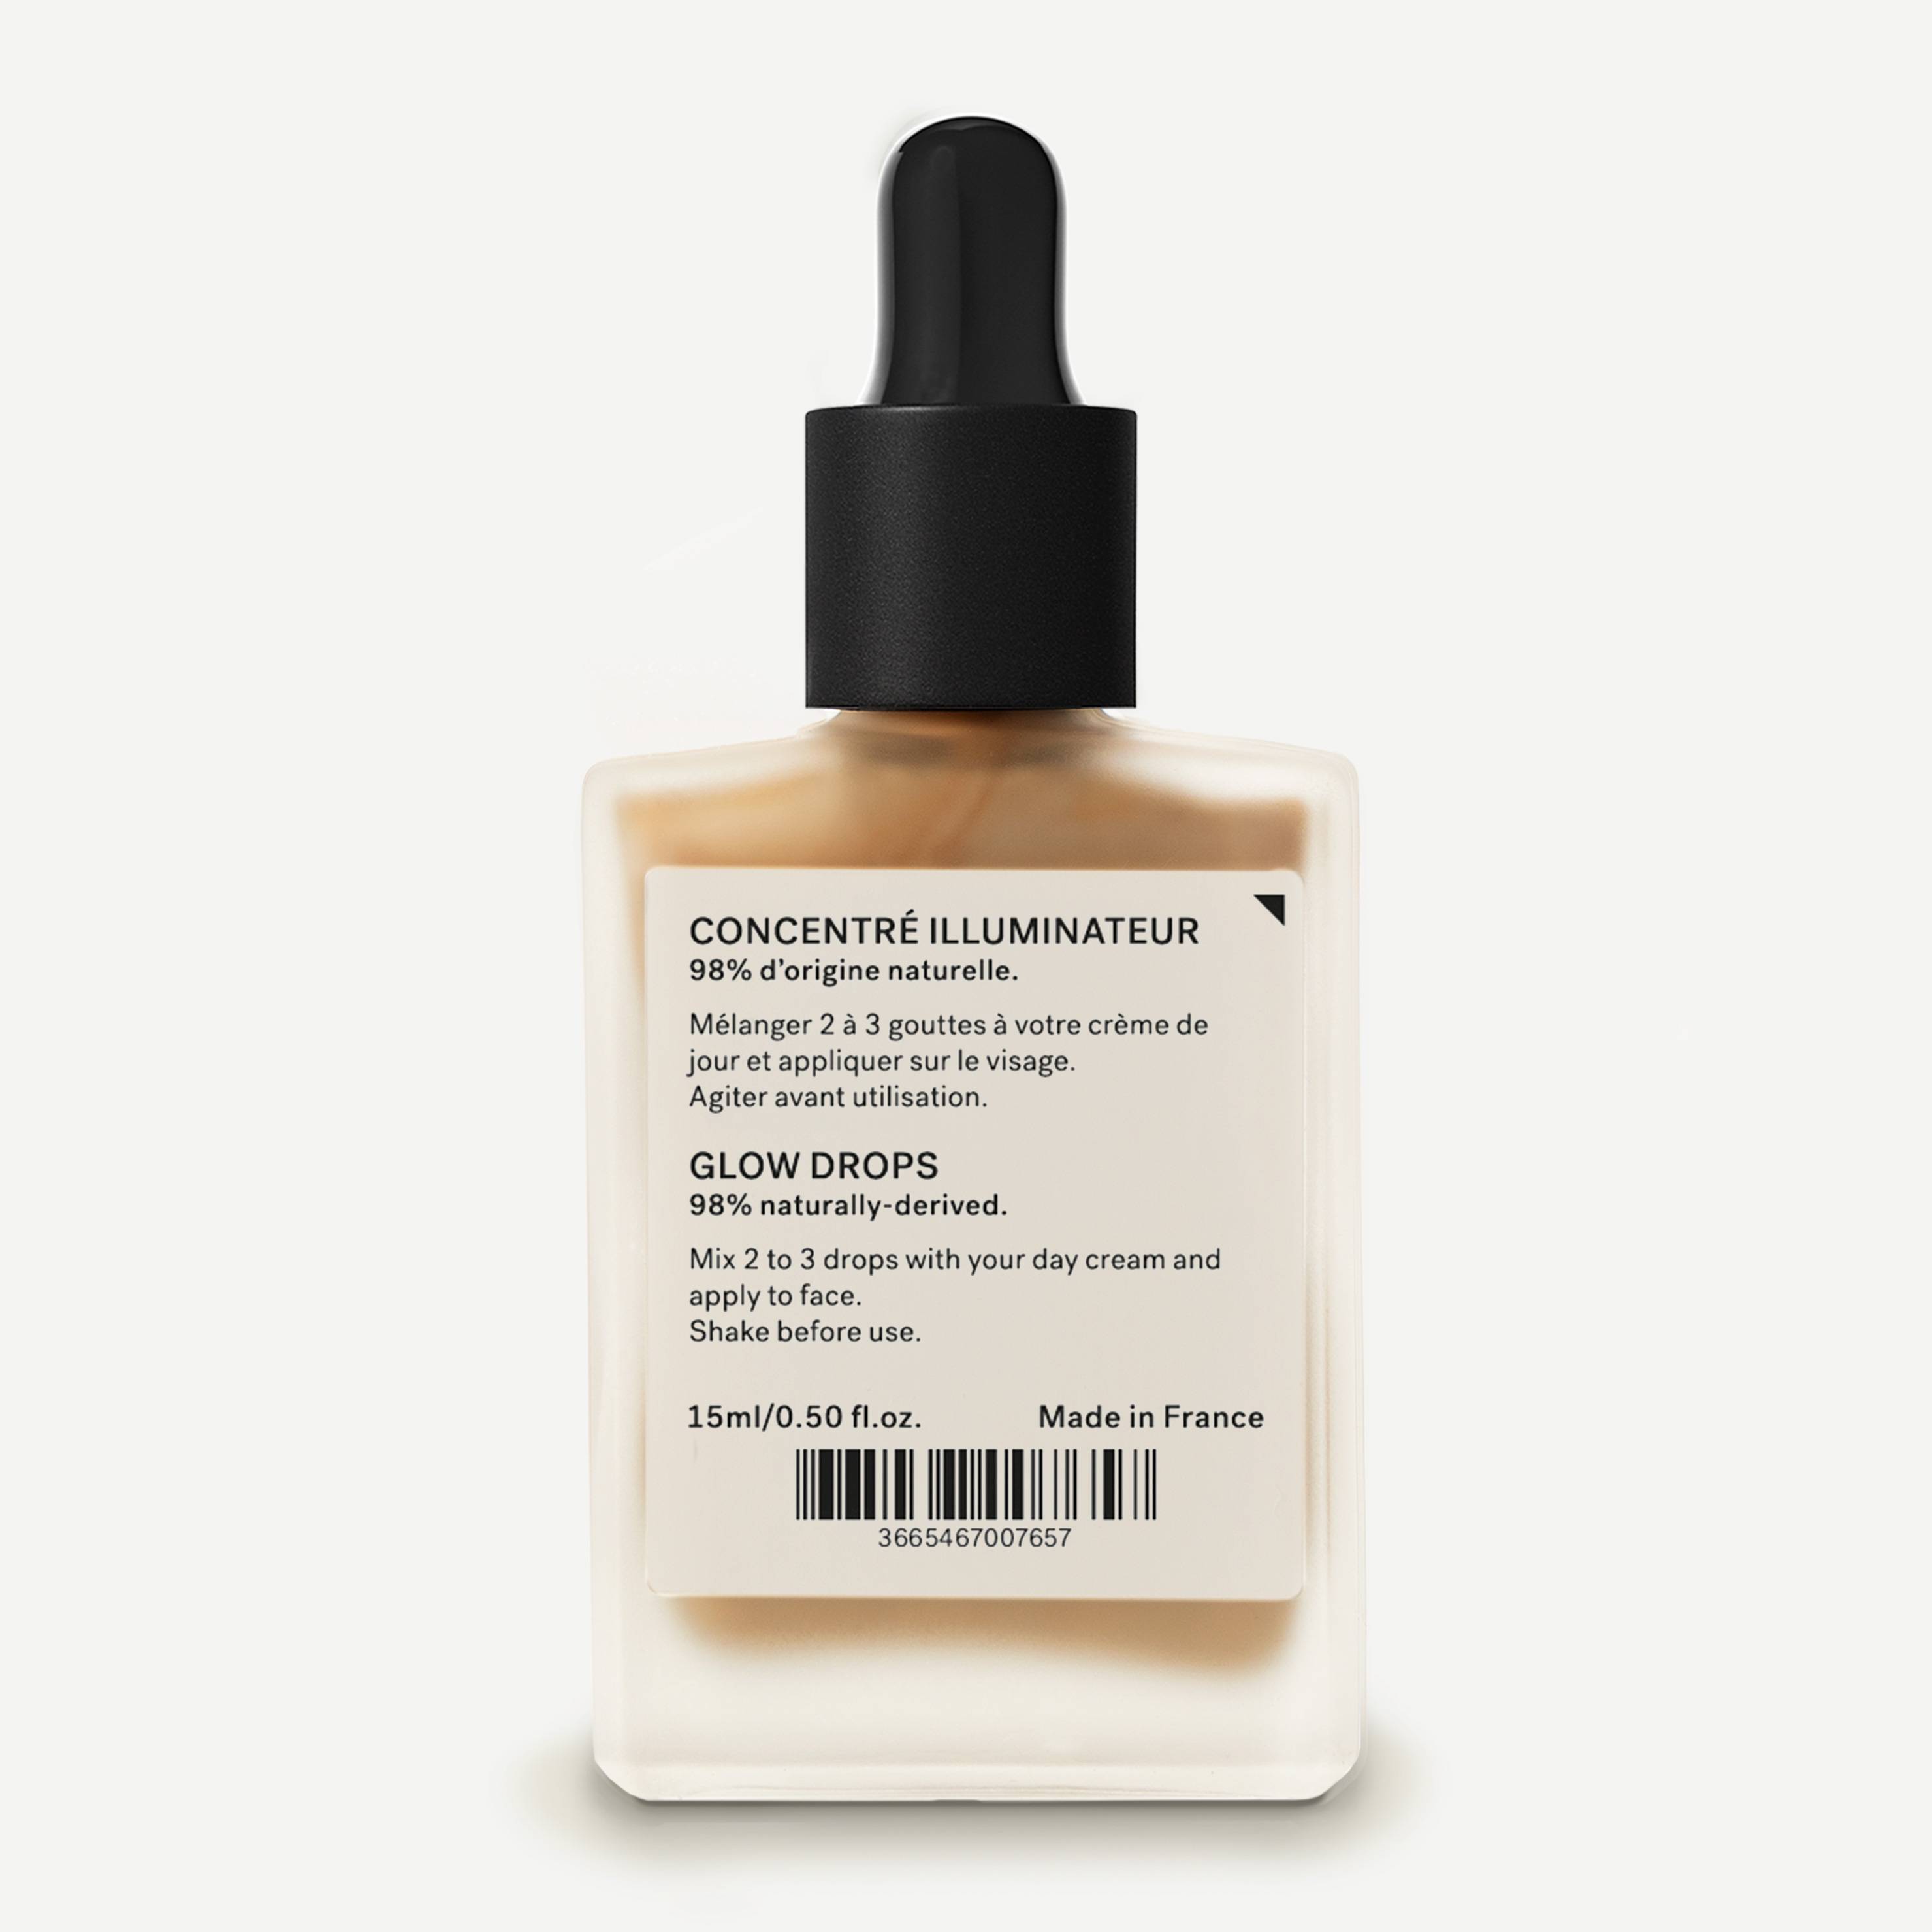 CONCENTRÉ ILLUMINATEUR
98% d’origine naturelle.
Mélanger 2 à 3 gouttes à votre crème de
jour et appliquer sur le visage.
Agiter avant utilisation.
GLOW DROPS
98% naturally-derived.
Mix 2 to 3 drops with your day cream and
apply to face.
Shake before use.
15ml/0.50 fl.oz. Made in France
3665467007657